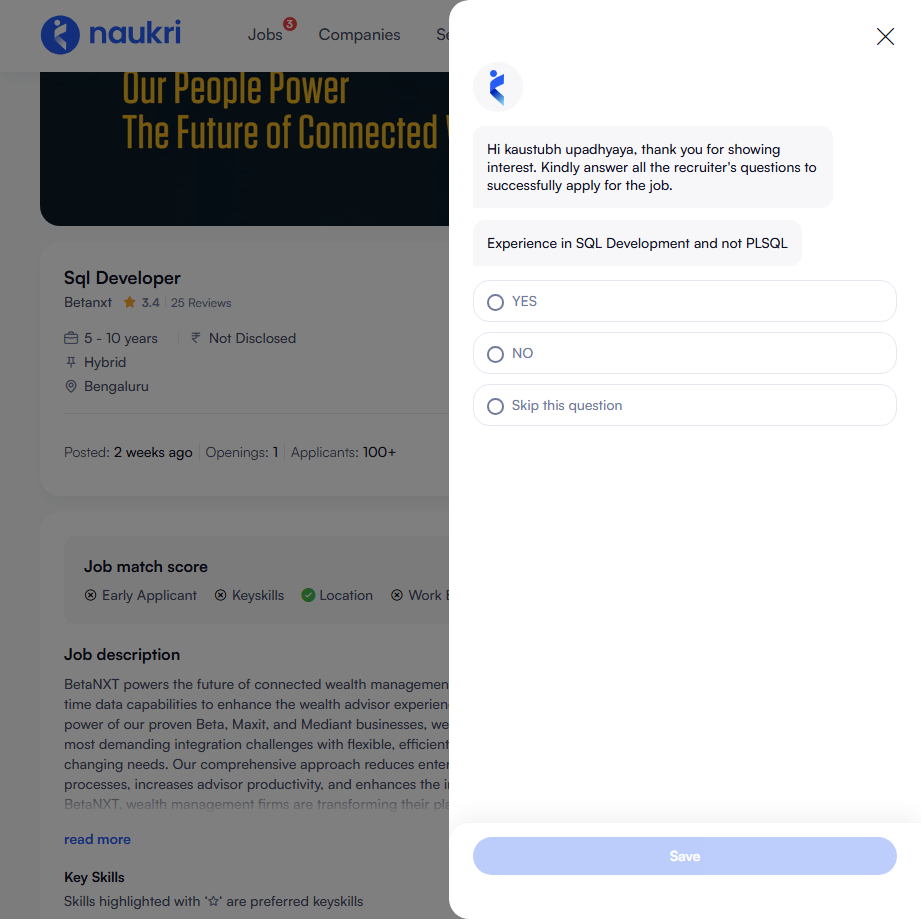 naukri
Jobs 3 Companies Se
Our People Power
The Future of Connected
Sql Developer
Betanxt 3.4 25 Reviews
5 - 10 years ₹ Not Disclosed
Hybrid
Bengaluru
Posted: 2 weeks ago Openings: 1 Applicants: 100+
Job match score
Early Applicant Keyskills Location Work E
Job description
BetaNXT powers the future of connected wealth management
time data capabilities to enhance the wealth advisor experien
power of our proven Beta, Maxit, and Mediant businesses, we
most demanding integration challenges with flexible, efficient
changing needs. Our comprehensive approach reduces enter
processes, increases advisor productivity, and enhances the i
BetaNXT, wealth management firms are transforming their pla
read more
Key Skills
Skills highlighted with '☆' are preferred keyskills
Hi kaustubh upadhyaya, thank you for showing
interest. Kindly answer all the recruiter's questions to
successfully apply for the job.
Experience in SQL Development and not PLSQL
YES
NO
Skip this question
Save